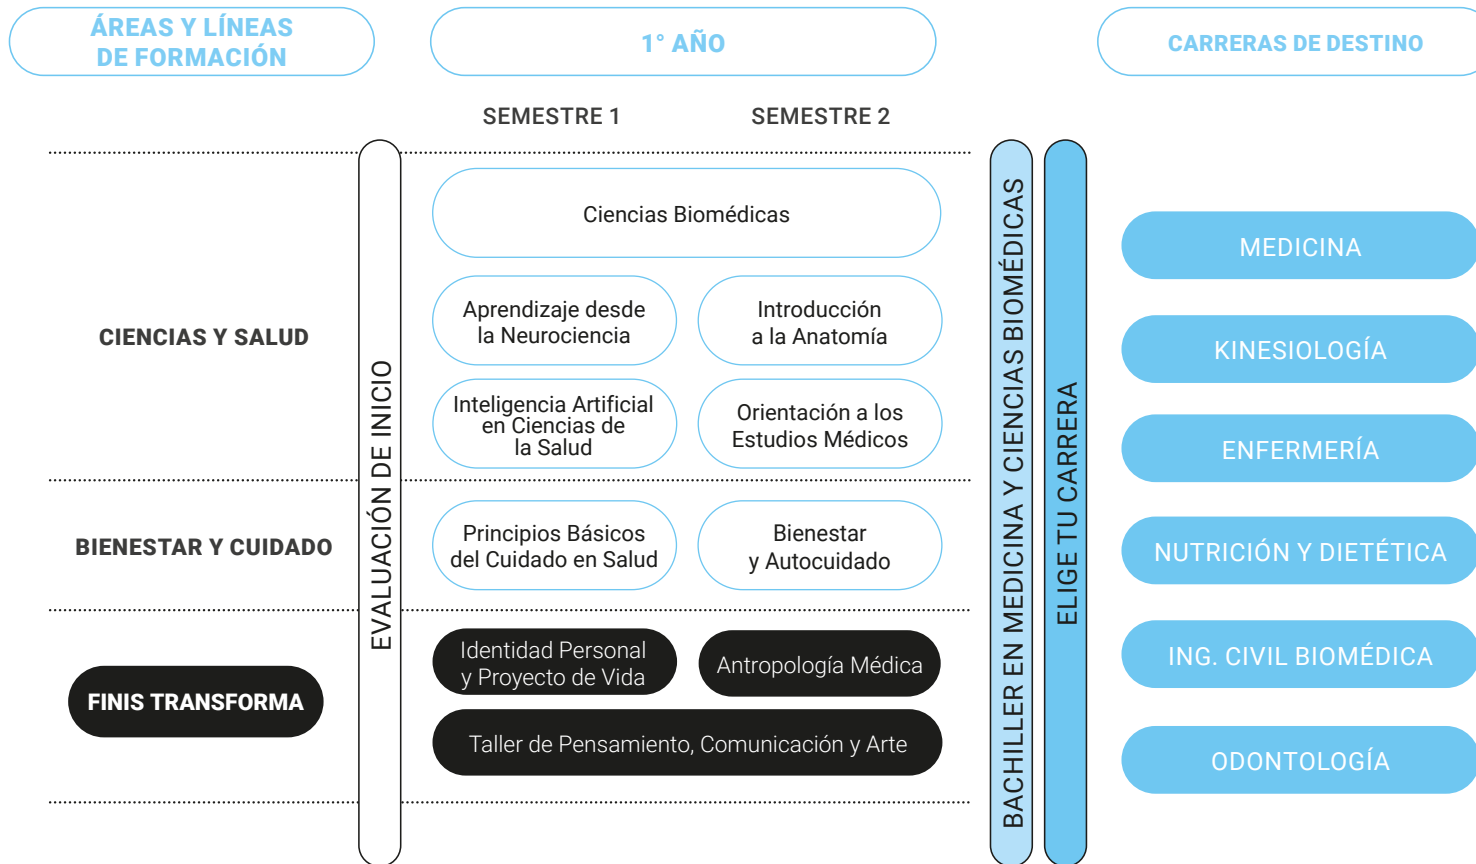 ÁREAS Y LÍNEAS
DE FORMACIÓN
1° AÑO
CARRERAS DE DESTINO
SEMESTRE 1
SEMESTRE 2
CIENCIAS Y SALUD
BIENESTAR Y CUIDADO
FINIS TRANSFORMA
EVALUACIÓN DE INICIO
Ciencias Biomédicas
Aprendizaje desde
la Neurociencia
Introducción
a la Anatomía
Inteligencia Artificial
en Ciencias de
la Salud
Orientación a los
Estudios Médicos
Principios Básicos
del Cuidado en Salud
Bienestar
y Autocuidado
Identidad Personal
y Proyecto de Vida
Antropología Médica
Taller de Pensamiento, Comunicación y Arte
BACHILLER EN MEDICINA Y CIENCIAS BIOMÉDICAS
ELIGE TU CARRERA
MEDICINA
KINESIOLOGÍA
ENFERMERÍA
NUTRICIÓN Y DIETÉTICA
ING. CIVIL BIOMÉDICA
ODONTOLOGÍA